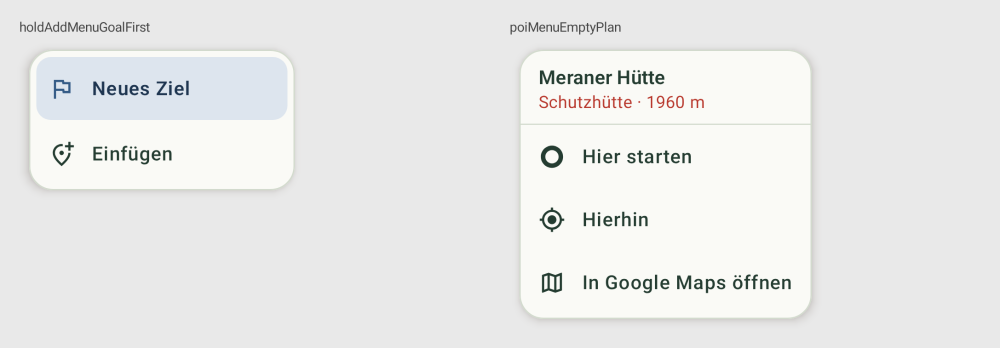 holdAddMenuGoalFirst
Neues Ziel
Einfügen
poiMenuEmptyPlan
Meraner Hütte
Schutzhütte · 1960 m
Hier starten
Hierhin
In Google Maps öffnen